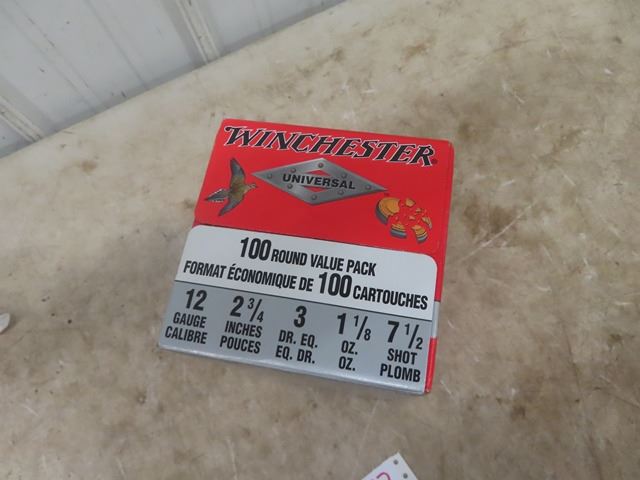 WINCHESTER
UNIVERSAL
100 ROUND VALUE PACK
FORMAT ÉCONOMIQUE DE 100 CARTOUCHES
12 2 3/4 3 1 1/8 7 1/2
GAUGE INCHES DR. EQ. OZ. SHOT
CALIBRE POUCES EQ. DR. OZ. PLOMB